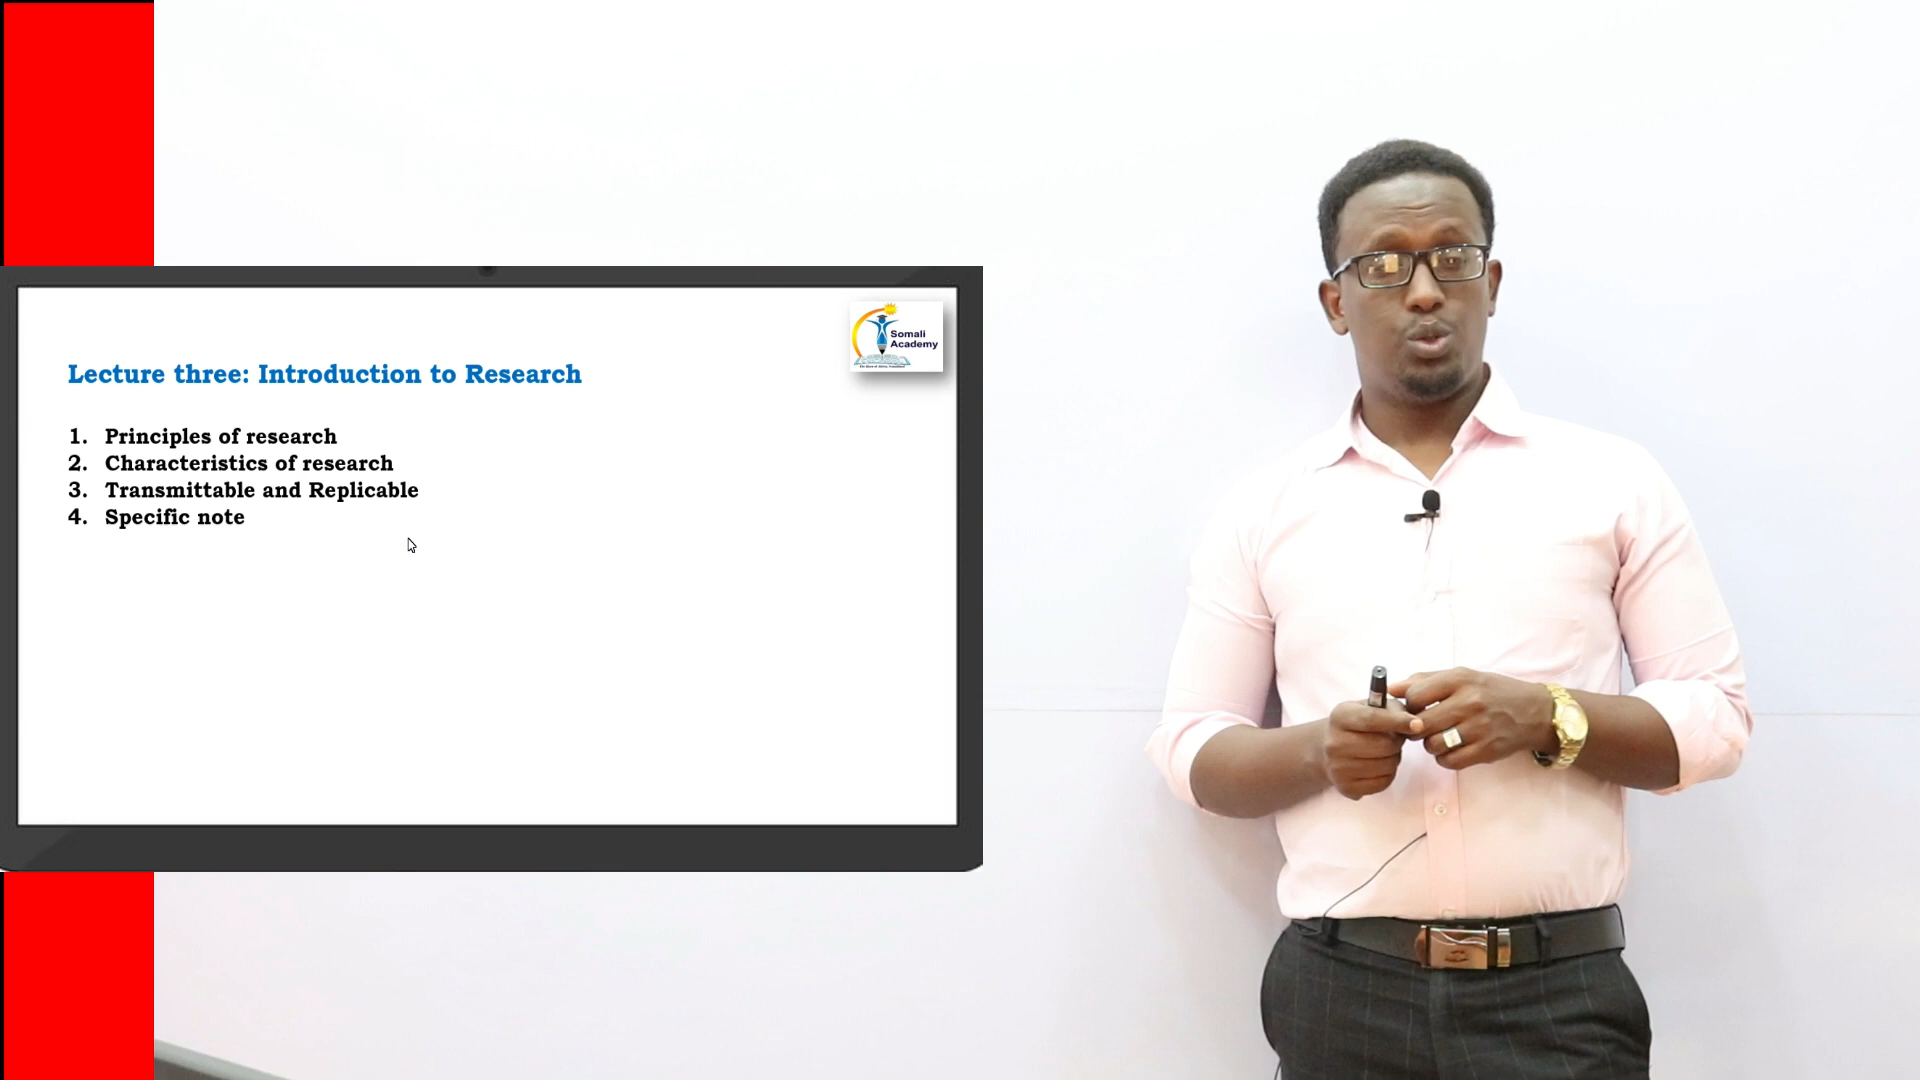 Somali
Academy
Lecture three: Introduction to Research
1. Principles of research
2. Characteristics of research
3. Transmittable and Replicable
4. Specific note